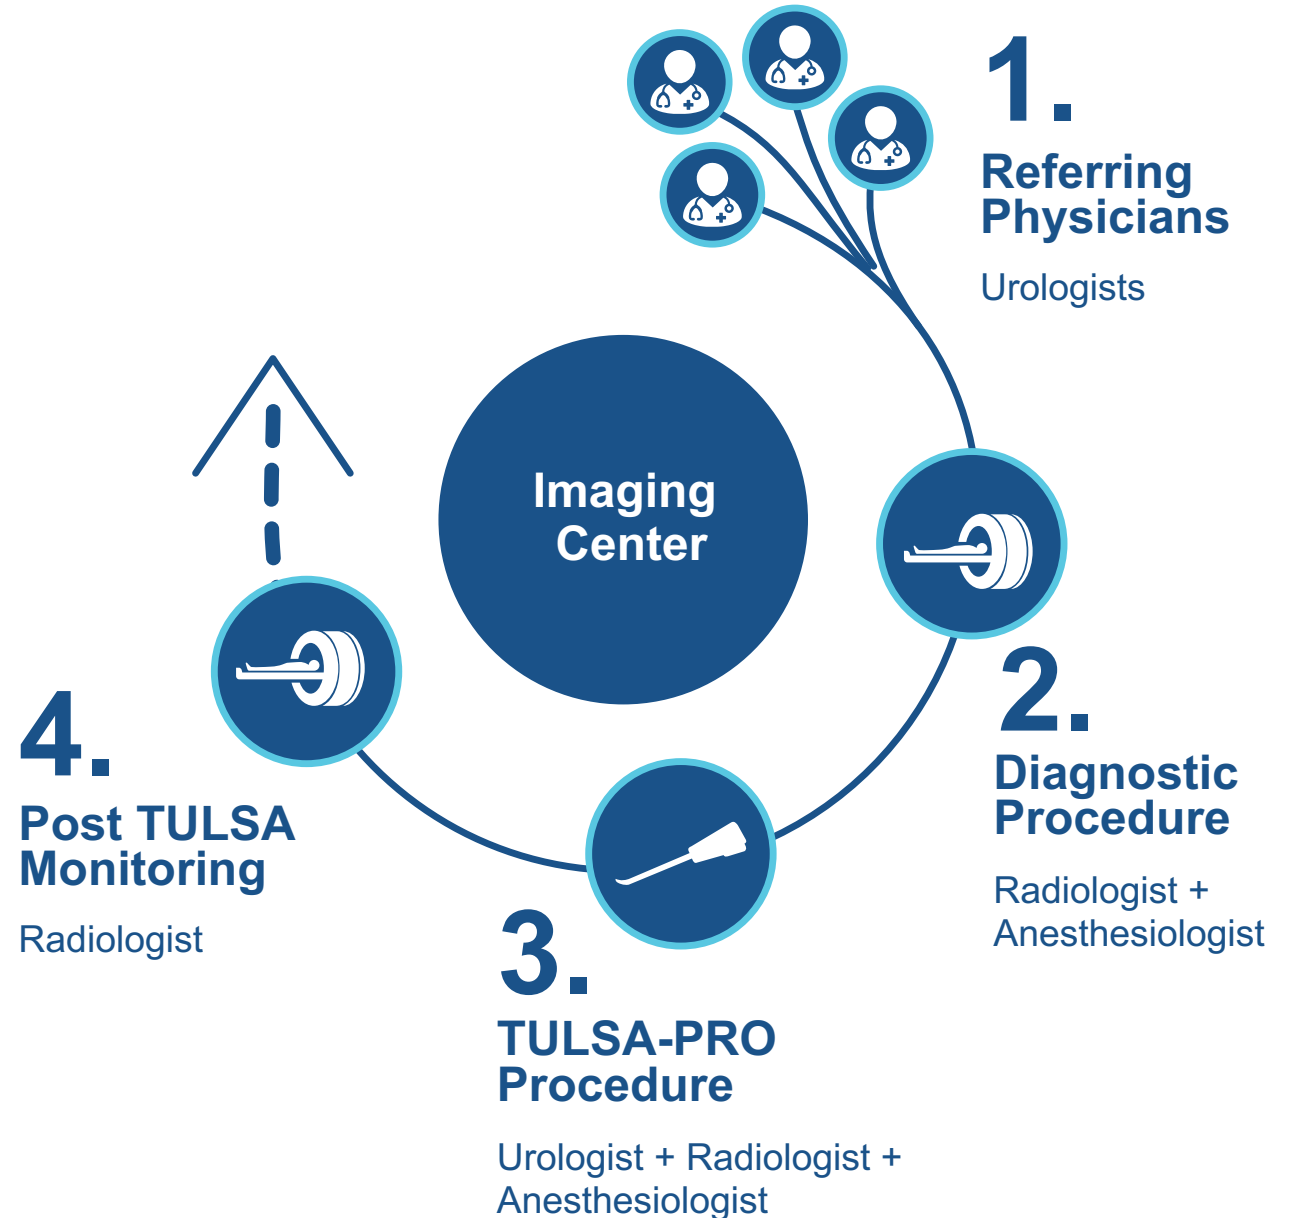 1.
Referring
Physicians
Urologists
Imaging
Center
2.
Diagnostic
Procedure
Radiologist +
Anesthesiologist
3.
TULSA-PRO
Procedure
Urologist + Radiologist +
Anesthesiologist
4.
Post TULSA
Monitoring
Radiologist